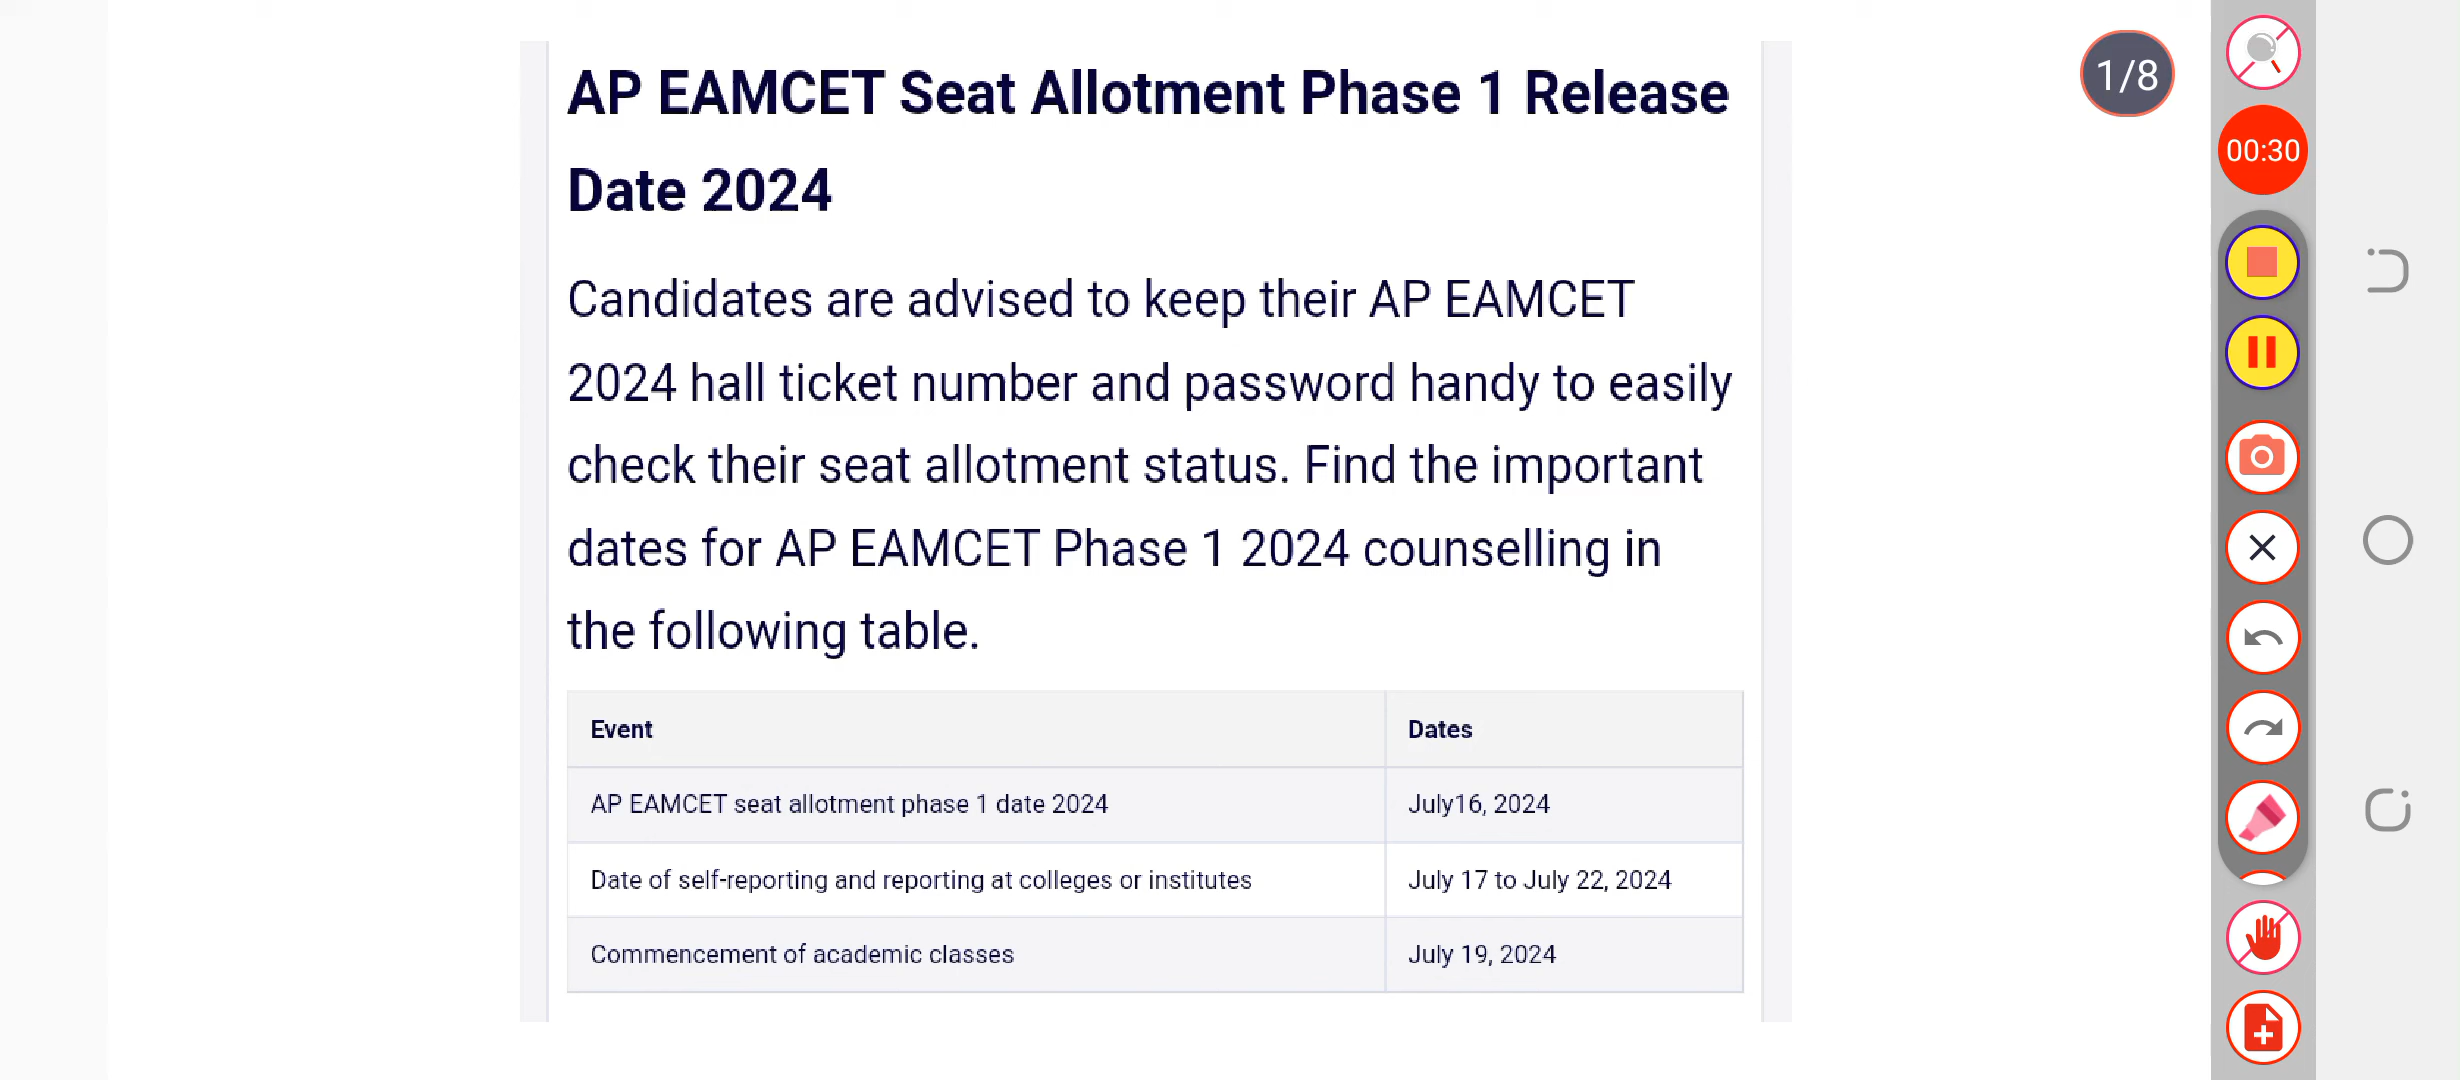 AP EAMCET Seat Allotment Phase 1 Release
Date 2024
1/8
00:30
Candidates are advised to keep their AP EAMCET
2024 hall ticket number and password handy to easily
check their seat allotment status. Find the important
dates for AP EAMCET Phase 1 2024 counselling in
the following table.
Event Dates
AP EAMCET seat allotment phase 1 date 2024 July16, 2024
Date of self-reporting and reporting at colleges or institutes July 17 to July 22, 2024
Commencement of academic classes July 19, 2024